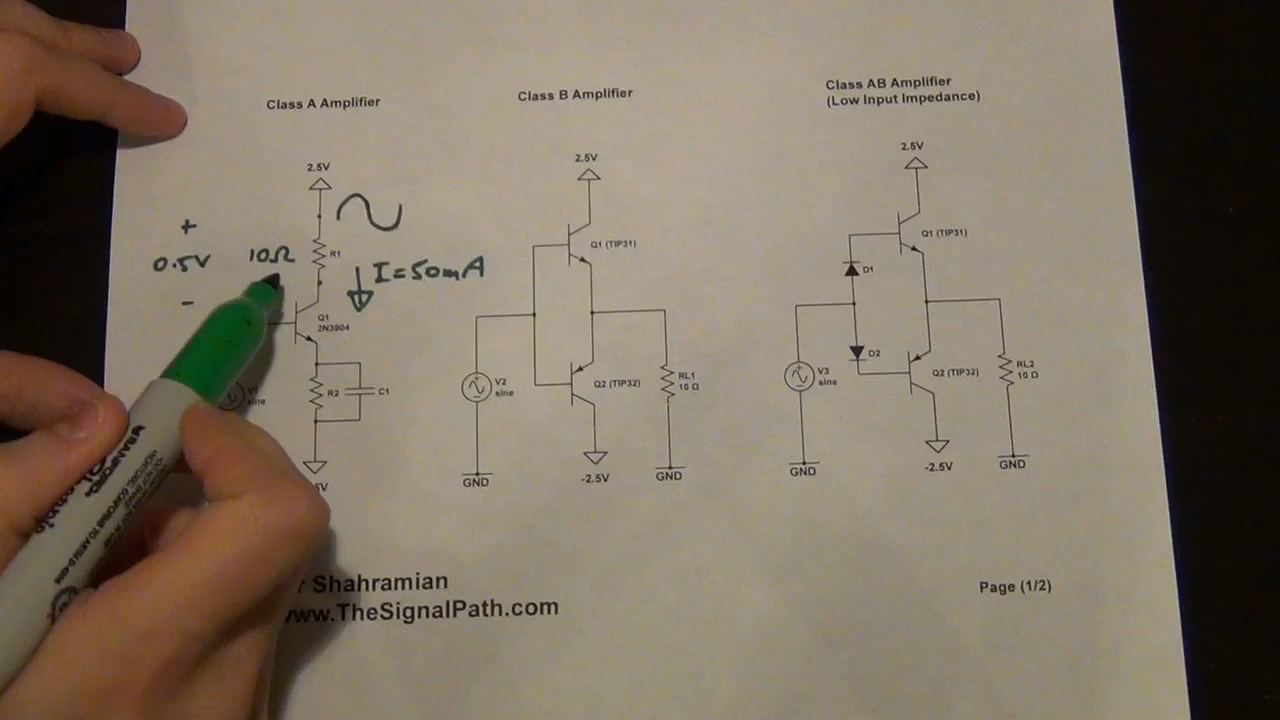 Class A Amplifier
2.5V
+
0.5V
-
10Ω
R1
I=50mA
Q1
2N3904
sine
R2
C1
Class B Amplifier
2.5V
Q1 (TIP31)
V2
sine
Q2 (TIP32)
RL1
10 Ω
GND
-2.5V
GND
Class AB Amplifier
(Low Input Impedance)
2.5V
Q1 (TIP31)
D1
D2
V3
sine
Q2 (TIP32)
RL2
10 Ω
GND
-2.5V
GND
Shahramian
www.TheSignalPath.com
Page (1/2)